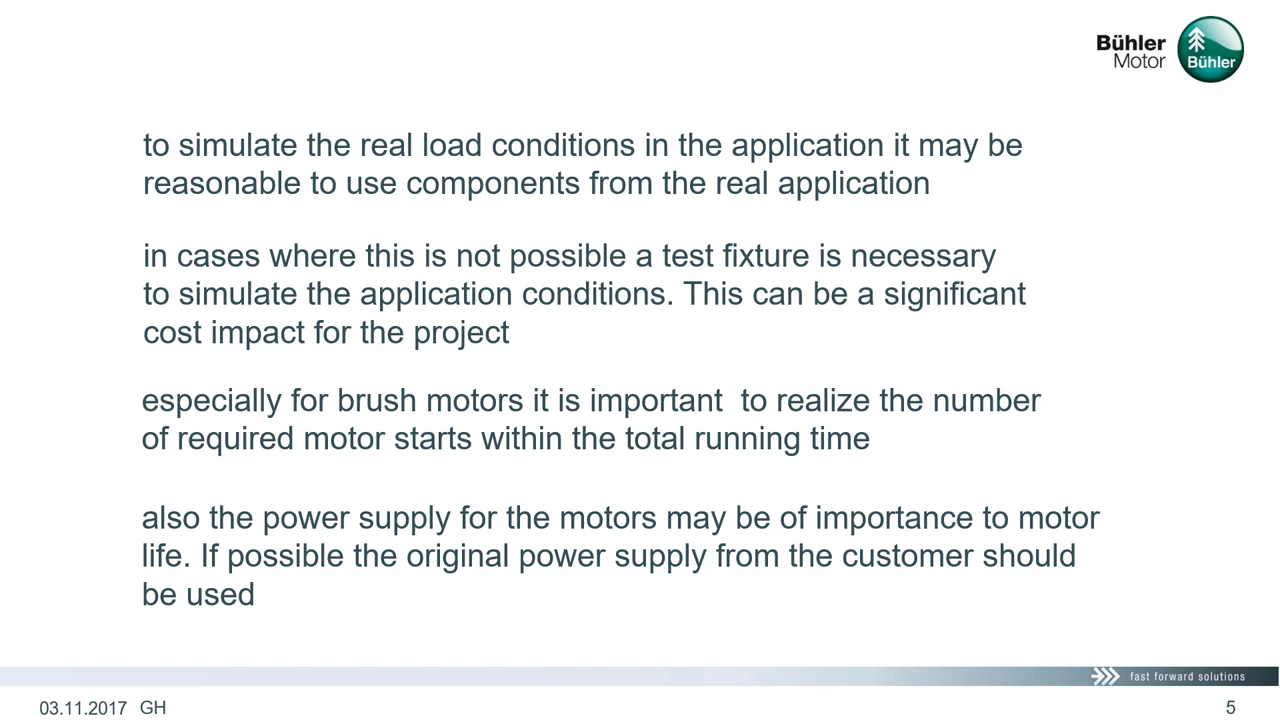 Bühler
Motor
Bühler
to simulate the real load conditions in the application it may be
reasonable to use components from the real application
in cases where this is not possible a test fixture is necessary
to simulate the application conditions. This can be a significant
cost impact for the project
especially for brush motors it is important  to realize the number
of required motor starts within the total running time
also the power supply for the motors may be of importance to motor
life. If possible the original power supply from the customer should
be used
fast forward solutions
03.11.2017 GH
5